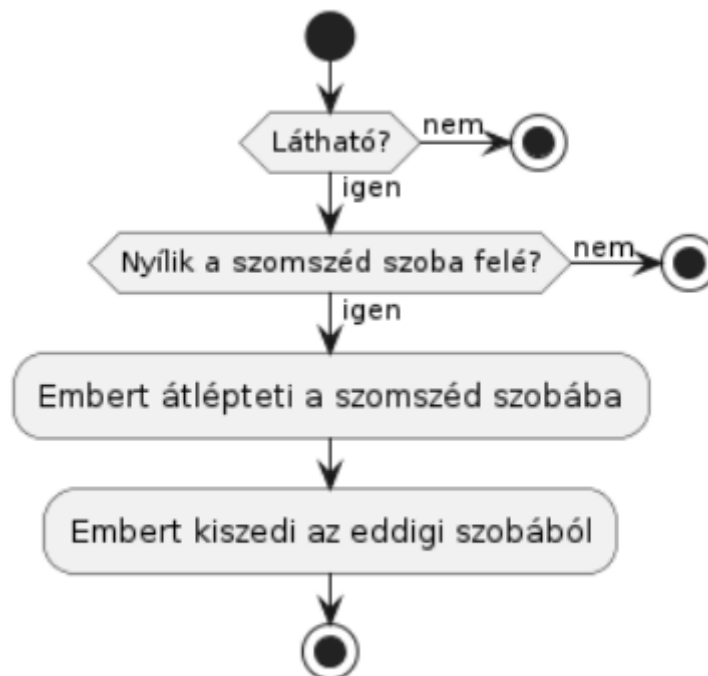 Látható?
nem
igen
Nyílik a szomszéd szoba felé?
nem
igen
Embert átlépteti a szomszéd szobába
Embert kiszedi az eddigi szobából